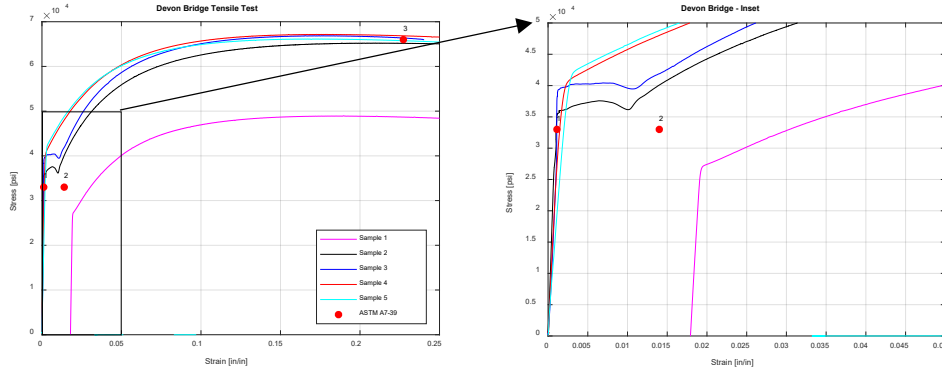 Devon Bridge Tensile Test
× 10 4
7
6
5
4
3
2
1
0
Stress [psi]
0
0.05
0.1
0.15
0.2
0.25
Strain [in/in]
2
3
Sample 1
Sample 2
Sample 3
Sample 4
Sample 5
ASTM A7-39
Devon Bridge - Inset
× 10 4
5
4.5
4
3.5
3
2.5
2
1.5
1
0.5
0
Stress [psi]
0
0.005
0.01
0.015
0.02
0.025
0.03
0.035
0.04
0.045
Strain [in/in]
2